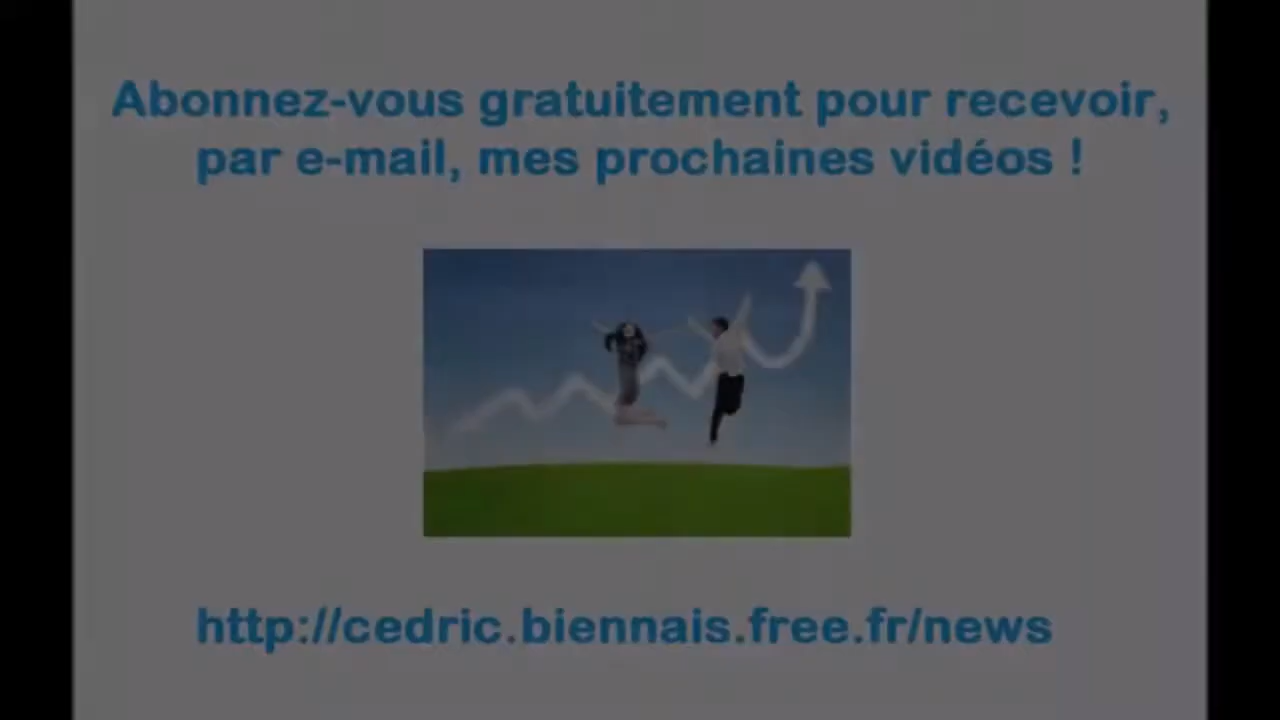 Abonnez-vous gratuitement pour recevoir,
par e-mail, mes prochaines vidéos !
http://cedric.biennais.free.fr/news